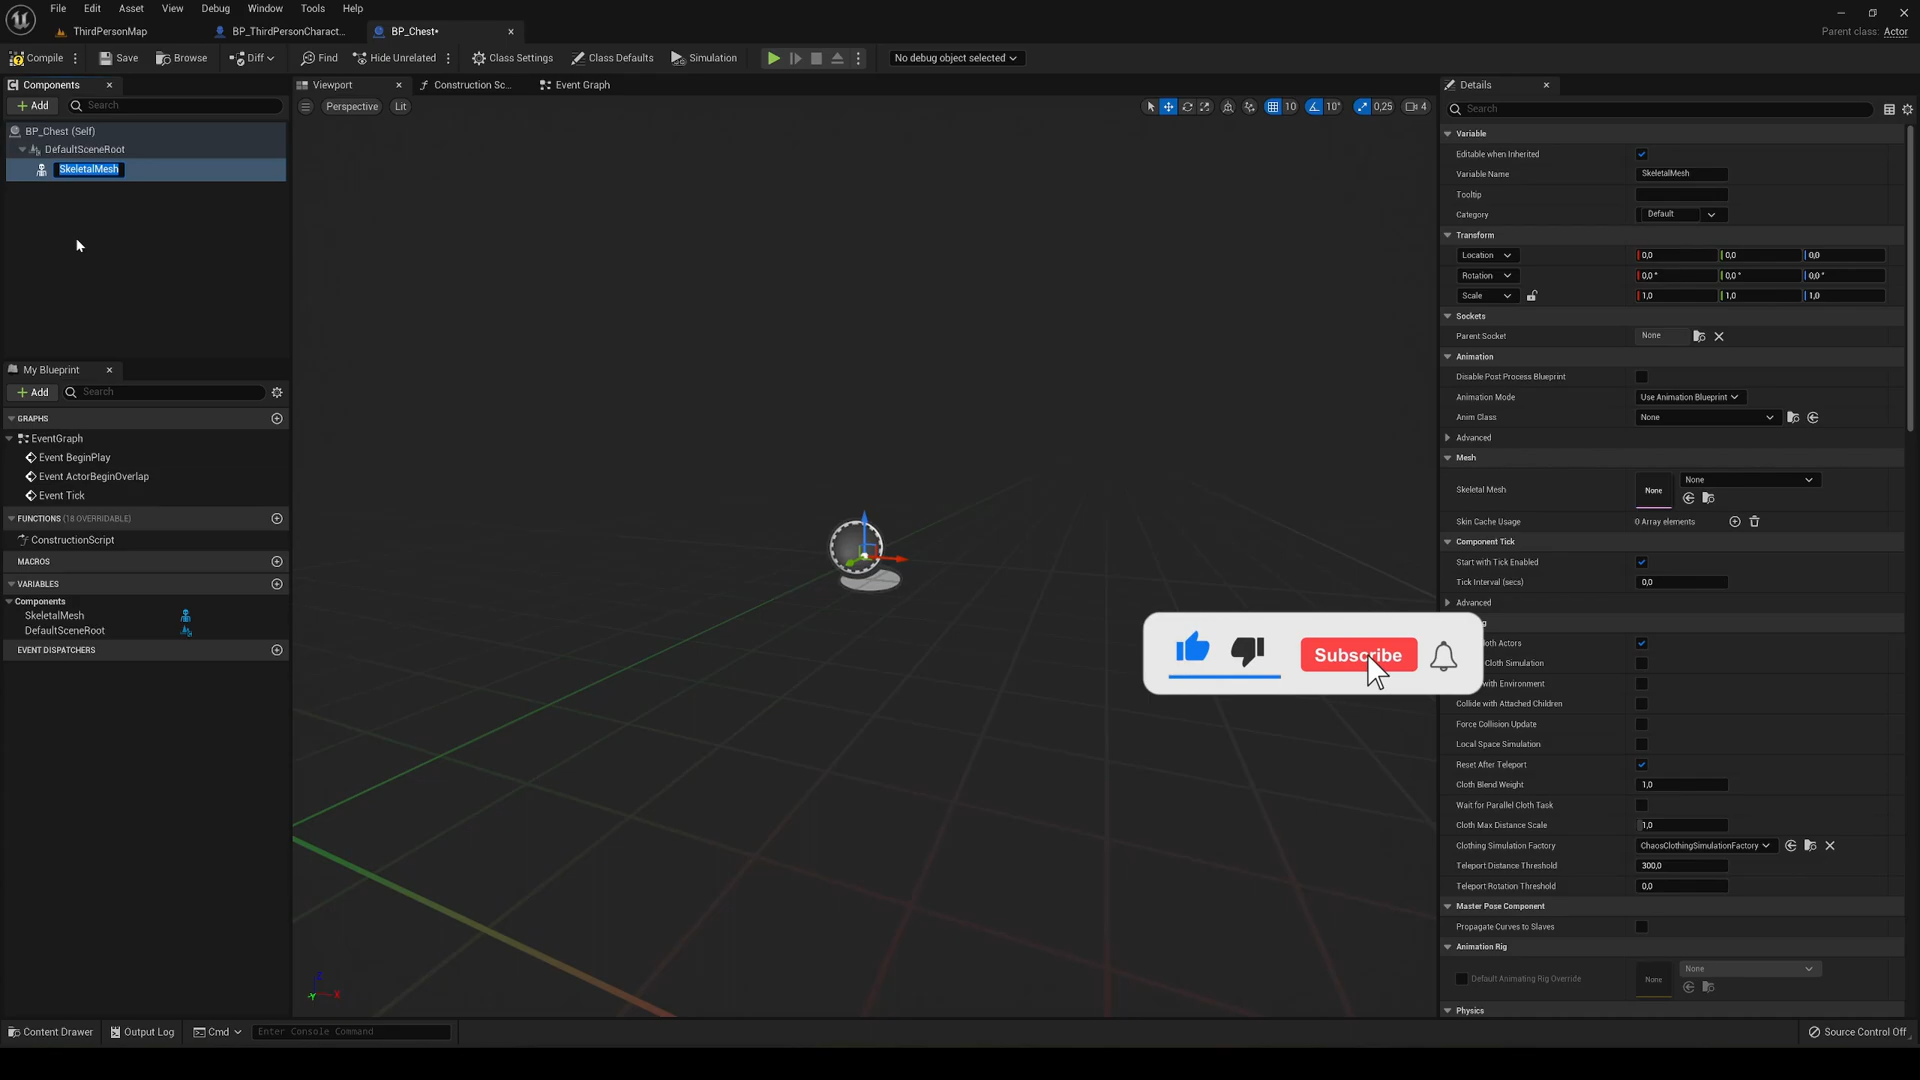 File Edit Asset View Debug Window Tools Help
ThirdPersonMap BP_ThirdPersonCharact... BP_Chest* Parent class: Actor
Compile Save Browse Diff Find Hide Unrelated Class Settings Class Defaults Simulation No debug object selected
Components Viewport Construction Sc... Event Graph Details
+ Add Search Perspective Lit 10 10° 0,25 4 Search
BP_Chest (Self)
DefaultSceneRoot
SkeletalMesh
My Blueprint
+ Add Search
GRAPHS
EventGraph
Event BeginPlay
Event ActorBeginOverlap
Event Tick
FUNCTIONS (18 OVERRIDABLE)
ConstructionScript
MACROS
VARIABLES
Components
SkeletalMesh
DefaultSceneRoot
EVENT DISPATCHERS
Z
-Y X
Subscribe
Variable
Editable when Inherited
Variable Name SkeletalMesh
Tooltip
Category Default
Transform
Location 0,0 0,0 0,0
Rotation 0,0 ° 0,0 ° 0,0 °
Scale 1,0 1,0 1,0
Sockets
Parent Socket None
Animation
Disable Post Process Blueprint
Animation Mode Use Animation Blueprint
Anim Class None
Advanced
Mesh
Skeletal Mesh None None
Skin Cache Usage 0 Array elements
Component Tick
Start with Tick Enabled
Tick Interval (secs) 0,0
Advanced
oth Actors
Cloth Simulation
with Environment
Collide with Attached Children
Force Collision Update
Local Space Simulation
Reset After Teleport
Cloth Blend Weight 1,0
Wait for Parallel Cloth Task
Cloth Max Distance Scale 1,0
Clothing Simulation Factory ChaosClothingSimulationFactory
Teleport Distance Threshold 300,0
Teleport Rotation Threshold 0,0
Master Pose Component
Propagate Curves to Slaves
Animation Rig
Default Animating Rig Override None None
Physics
Content Drawer Output Log Cmd Enter Console Command Source Control Off